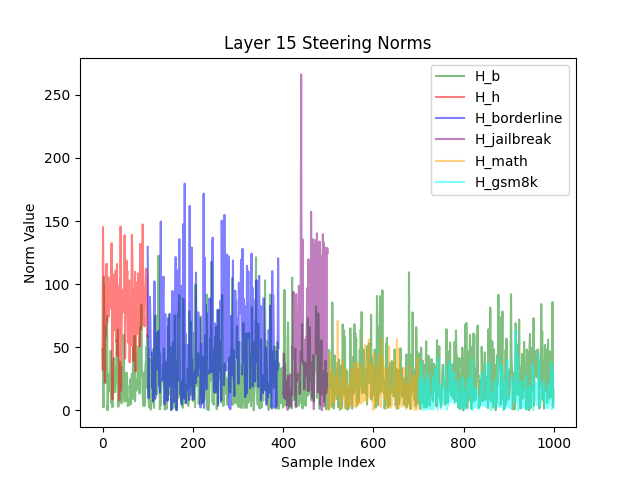 Layer 15 Steering Norms
H_b
H_h
H_borderline
H_jailbreak
H_math
H_gsm8k
Norm Value
250
200
150
100
50
0
0
200
400
600
800
1000
Sample Index